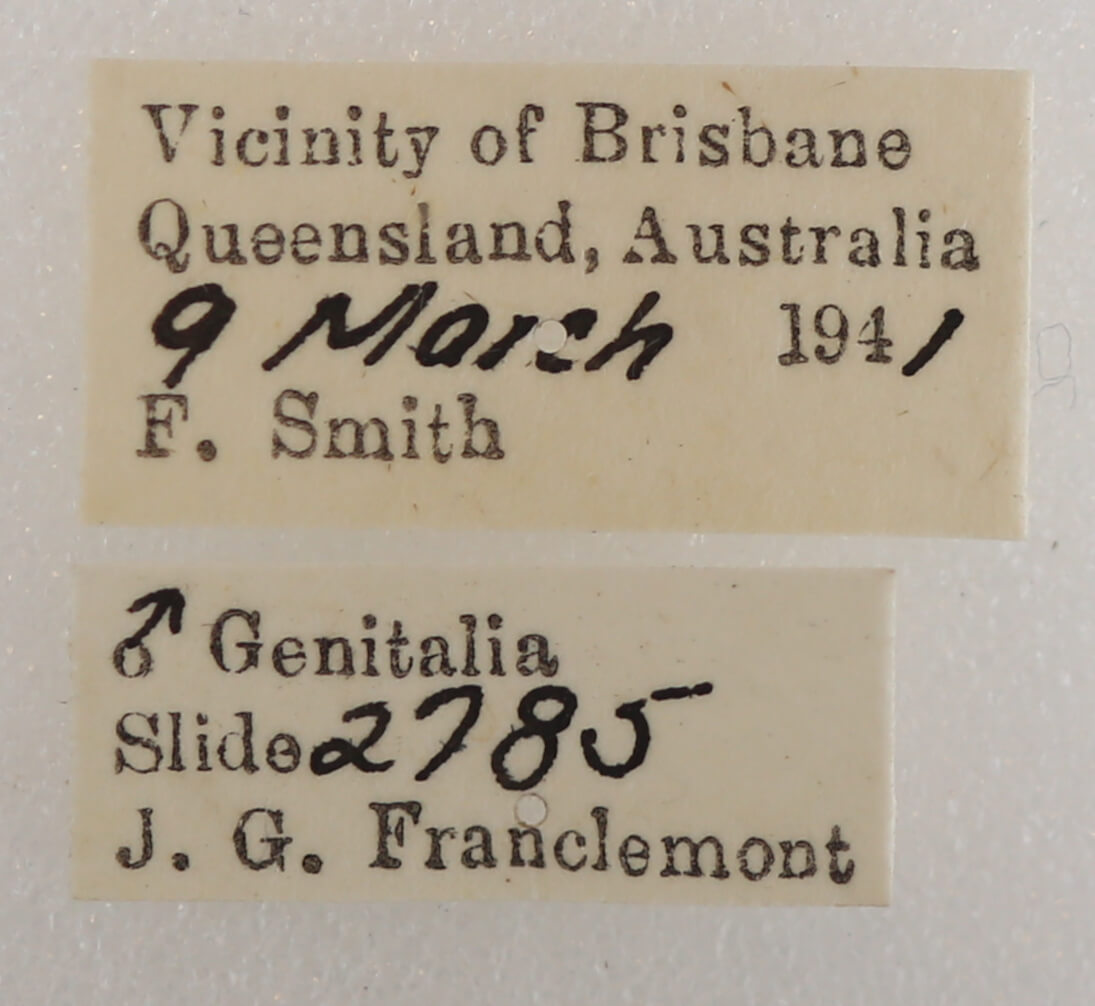 Vicinity of Brisbane
Queensland, Australia
9 March 1941
F. Smith
♂ Genitalia
Slide 2785
J. G. Franclemont